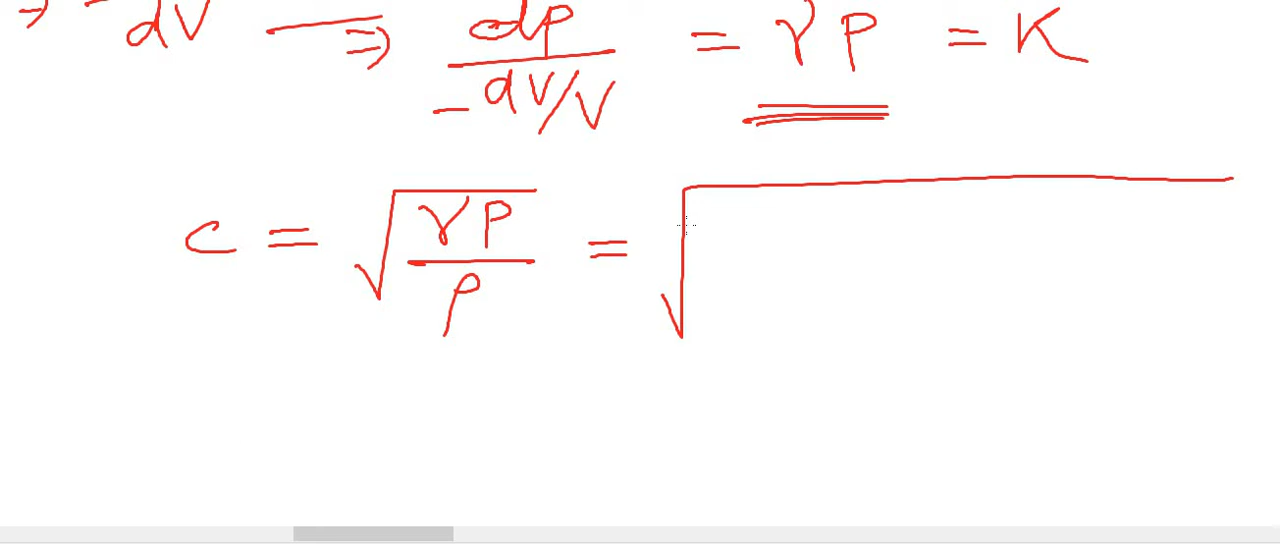 ⇒ dV ⇒ dP / (-dV/V) = γP = K
c = √(γP / ρ) = √